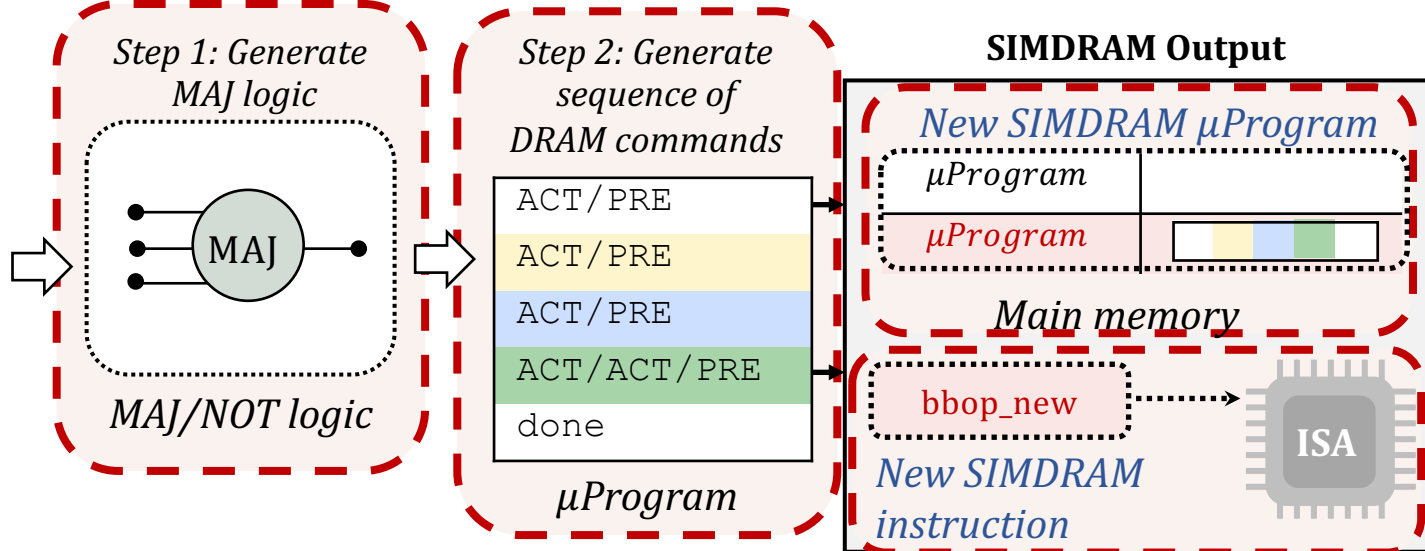 Step 1: Generate
MAJ logic
MAJ
MAJ/NOT logic
Step 2: Generate
sequence of
DRAM commands
ACT/PRE
ACT/PRE
ACT/PRE
ACT/ACT/PRE
done
μProgram
SIMDRAM Output
New SIMDRAM μProgram
μProgram
μProgram
Main memory
bbop_new
ISA
New SIMDRAM
instruction